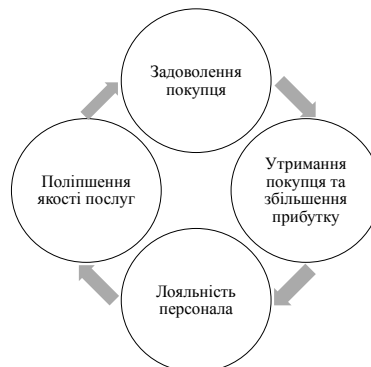 Задоволення
покупця
Утримання
покупця та
збільшення
прибутку
Лояльність
персонала
Поліпшення
якості послуг